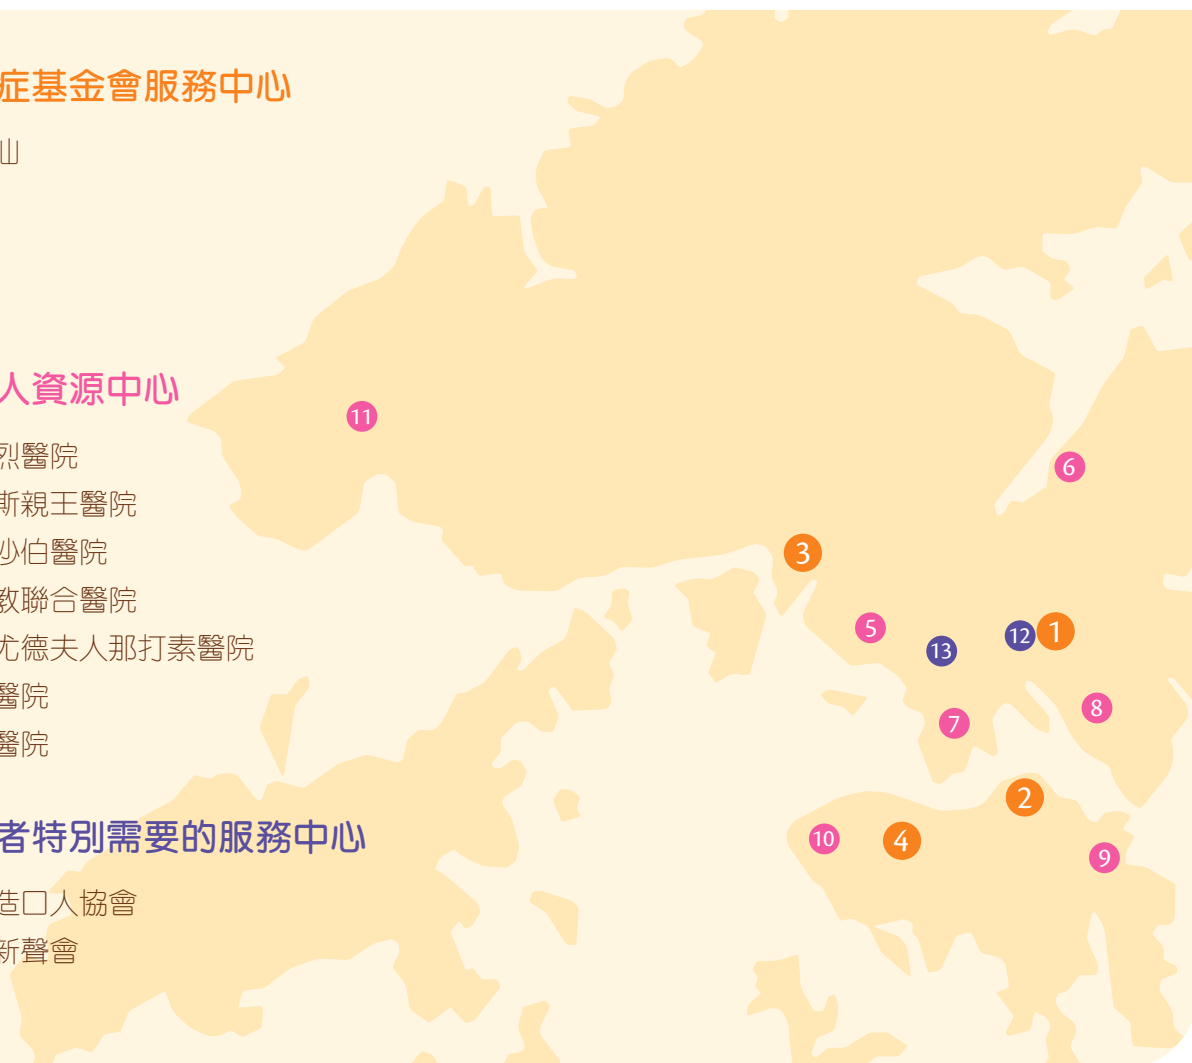 症基金會服務中心
山
人資源中心
烈醫院
斯親王醫院
沙伯醫院
教聯合醫院
尤德夫人那打素醫院
醫院
醫院
者特別需要的服務中心
造口人協會
新聲會
11
6
3
5
13
12
1
7
8
2
10
4
9